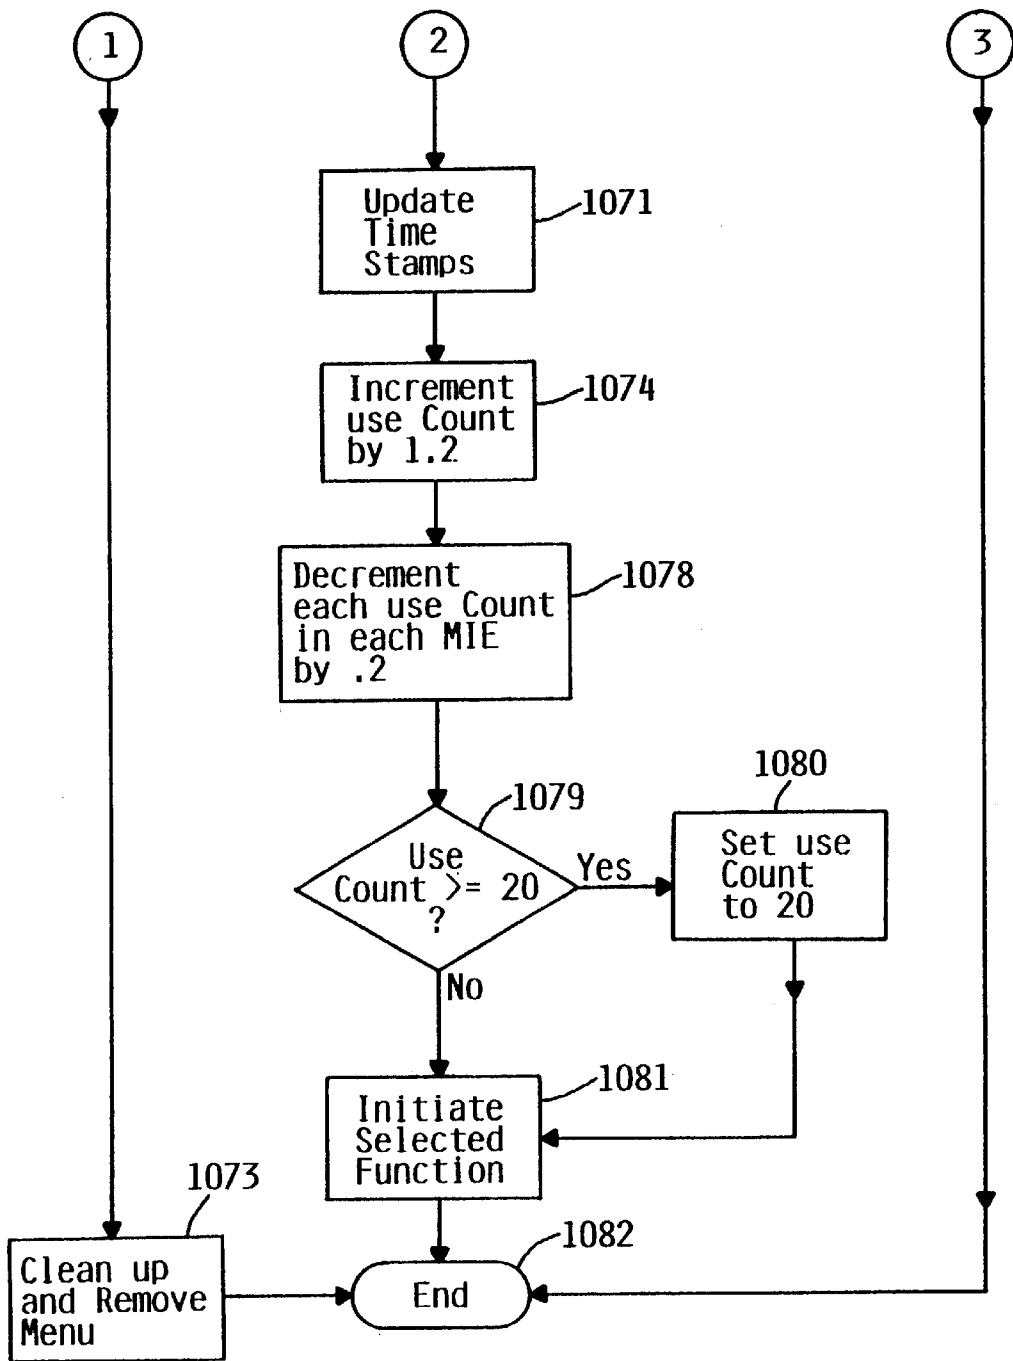 1
2
3
Update
Time
Stamps
1071
Increment
use Count
by 1.2
1074
Decrement
each use Count
in each MIE
by .2
1078
1079
Use
Count >= 20
?
Yes
1080
Set use
Count
to 20
No
1081
Initiate
Selected
Function
1073
Clean up
and Remove
Menu
1082
End